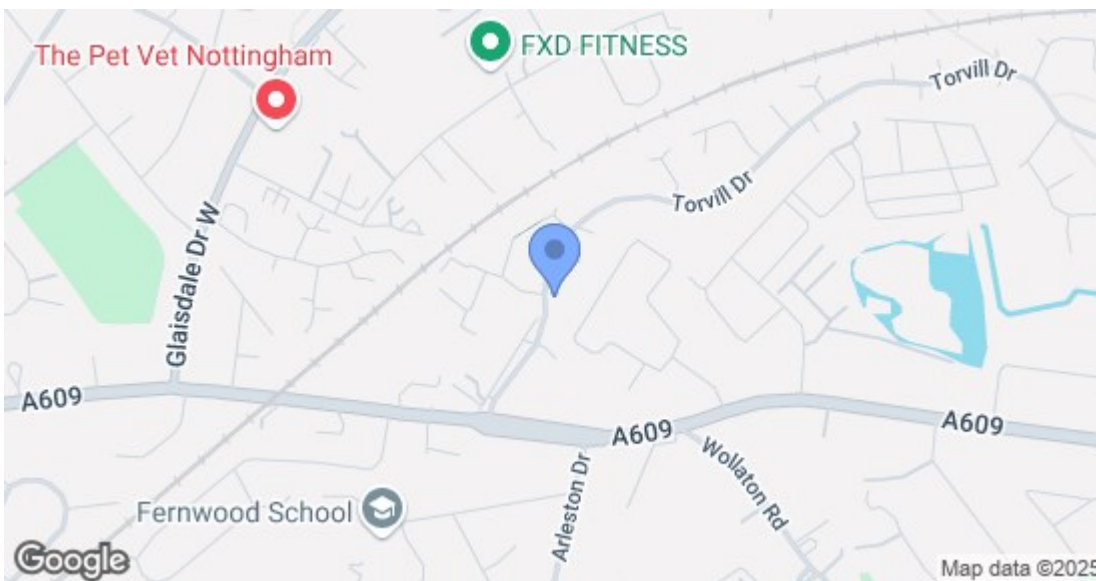 The Pet Vet Nottingham
FXD FITNESS
Torvill Dr
Torvill Dr
Glaisdale Dr W
A609
A609
A609
Wollaton Rd
Arleston Dr
Fernwood School
Google
Map data ©2025